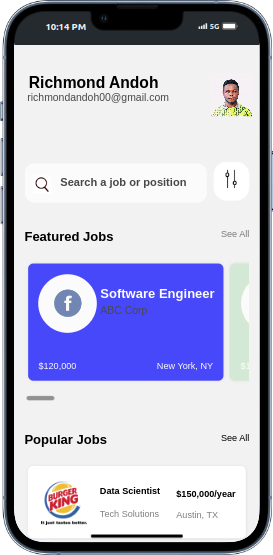 10:14 PM 5G
Richmond Andoh
richmondandoh00@gmail.com
Search a job or position
Featured Jobs See All
f
Software Engineer
ABC Corp
$120,000 New York, NY
Popular Jobs See All
BURGER KING
It just tastes better.
Data Scientist $150,000/year
Tech Solutions Austin, TX